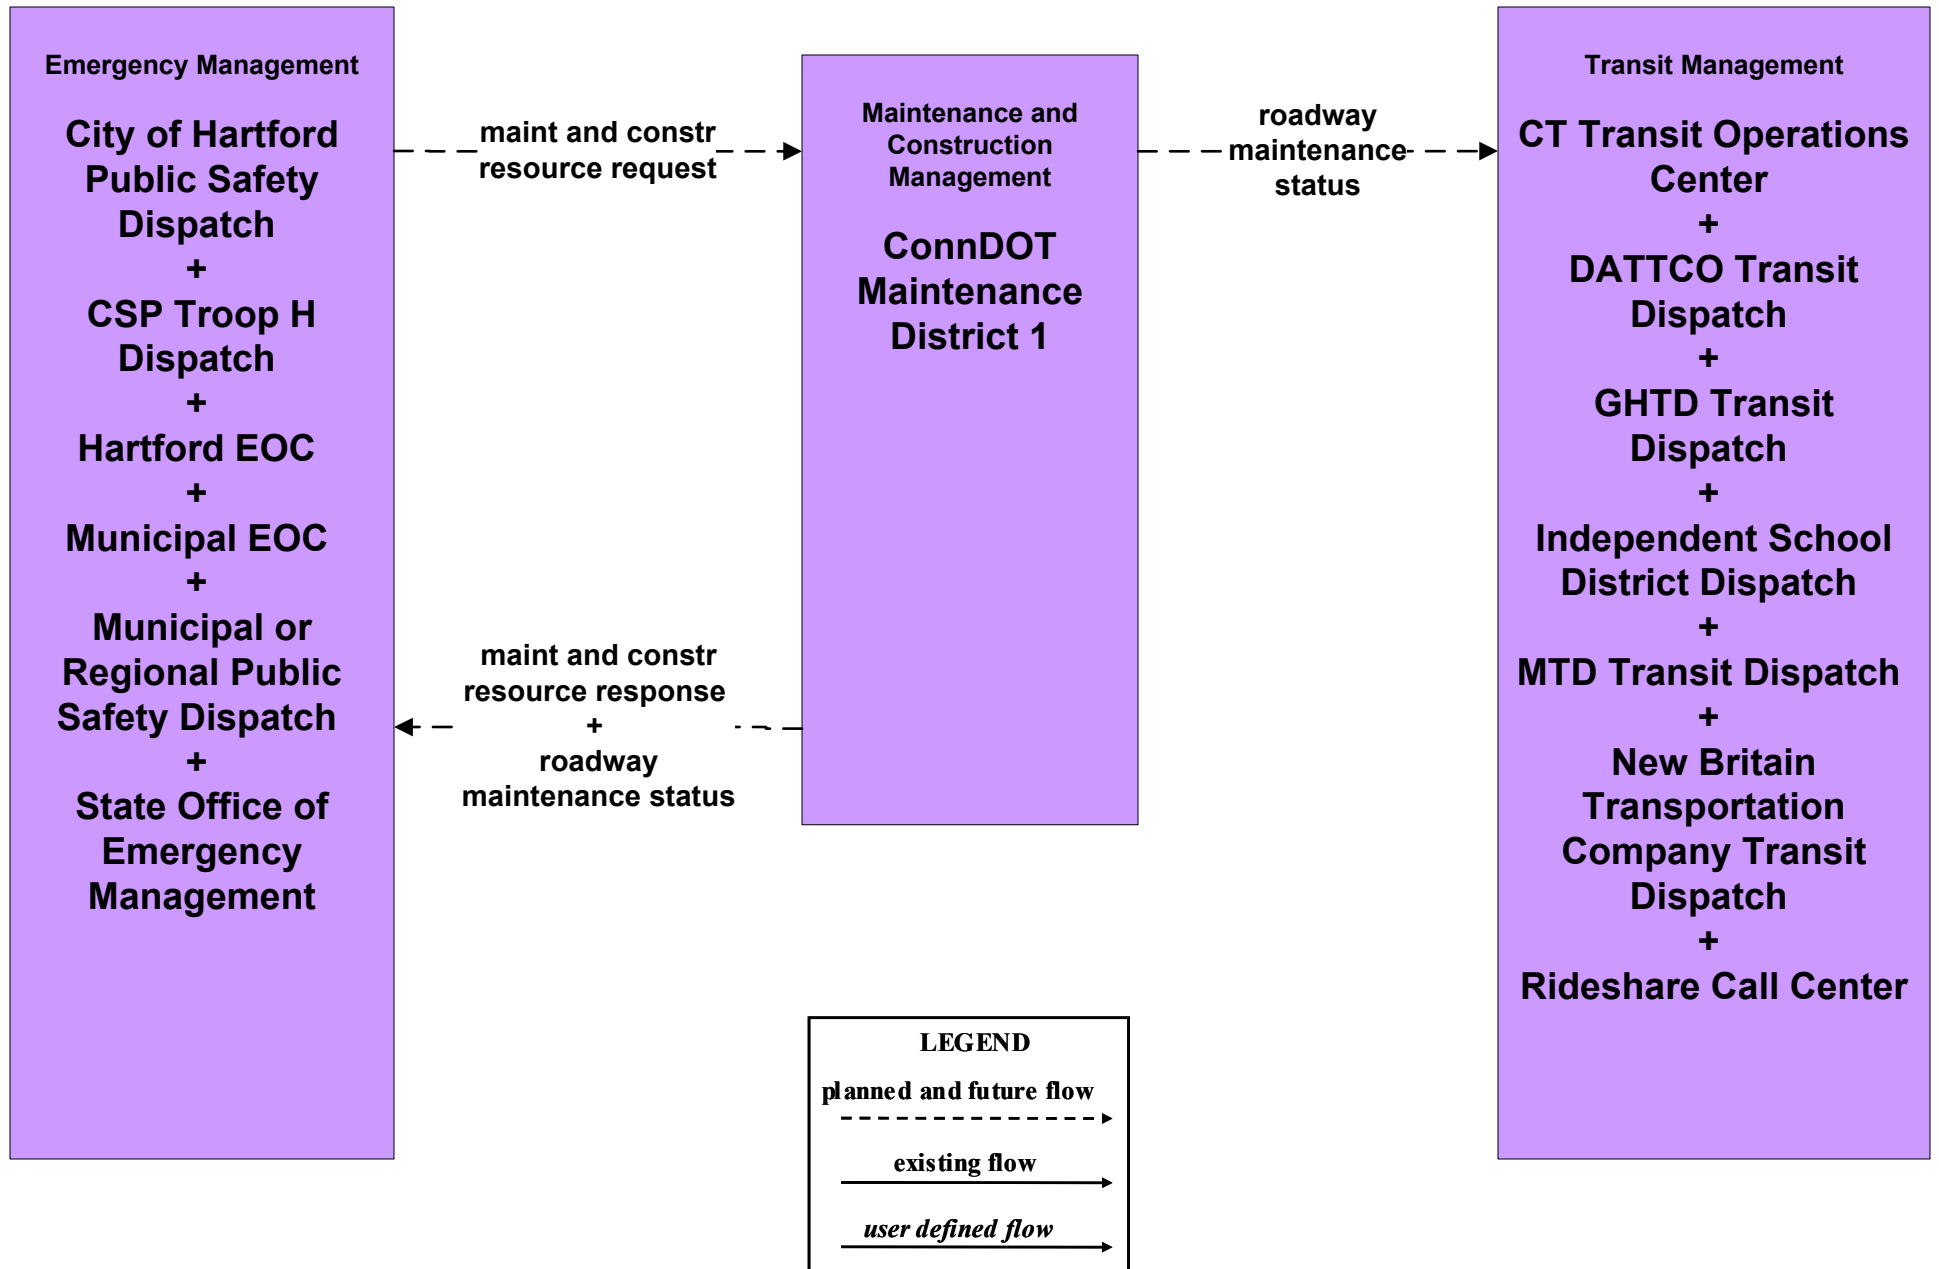 Emergency Management
City of Hartford
Public Safety
Dispatch
+
CSP Troop H
Dispatch
+
Hartford EOC
+
Municipal EOC
+
Municipal or
Regional Public
Safety Dispatch
+
State Office of
Emergency
Management
maint and constr
resource request
maint and constr
resource response
+
roadway
maintenance status
Maintenance and
Construction
Management
ConnDOT
Maintenance
District 1
roadway
maintenance
status
Transit Management
CT Transit Operations
Center
+
DATTCO Transit
Dispatch
+
GHTD Transit
Dispatch
+
Independent School
District Dispatch
+
MTD Transit Dispatch
+
New Britain
Transportation
Company Transit
Dispatch
+
Rideshare Call Center
LEGEND
planned and future flow
existing flow
user defined flow